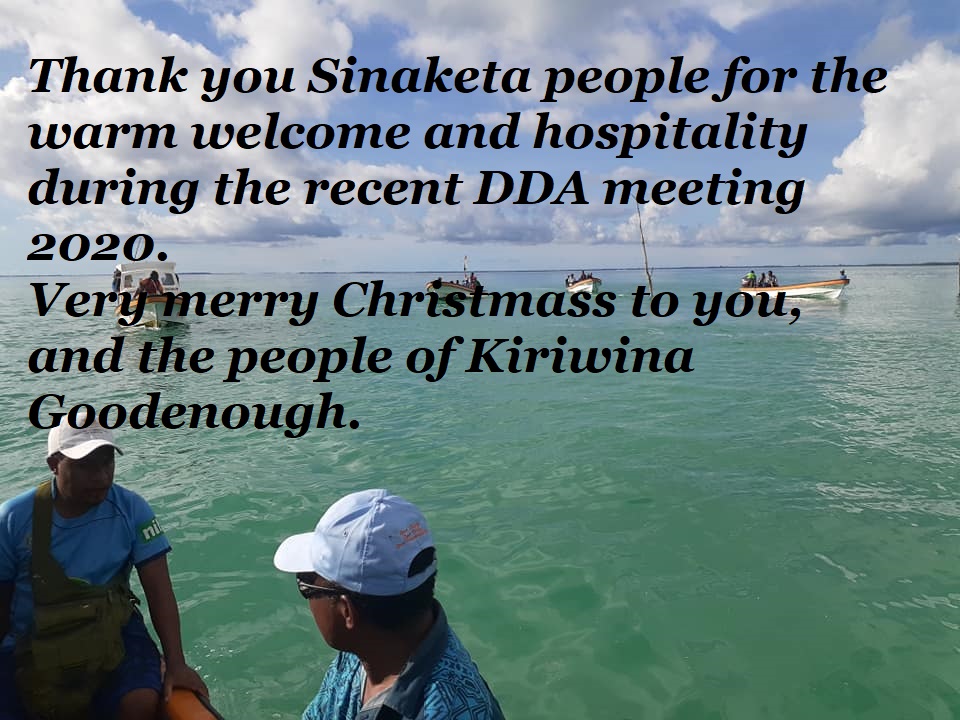 Thank you Sinaketa people for the
warm welcome and hospitality
during the recent DDA meeting
2020.
Very merry Christmass to you,
and the people of Kiriwina
Goodenough.